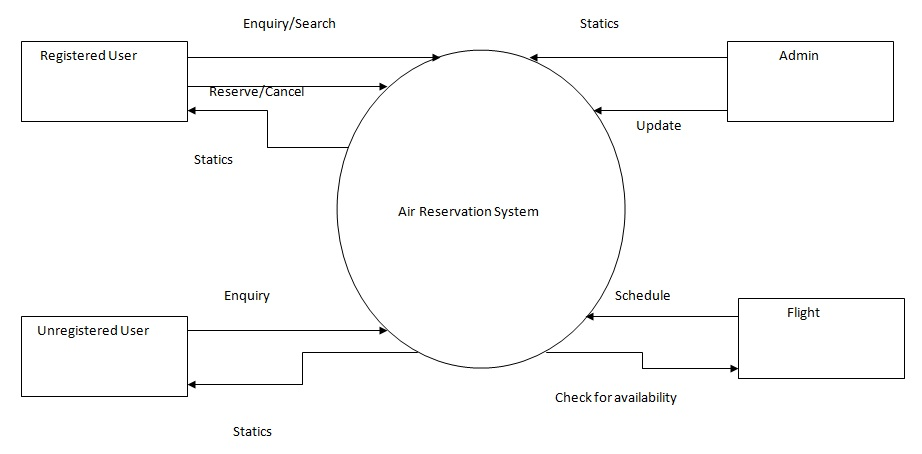 Enquiry/Search
Statics
Registered User
Admin
Reserve/Cancel
Update
Statics
Air Reservation System
Enquiry
Schedule
Unregistered User
Flight
Check for availability
Statics